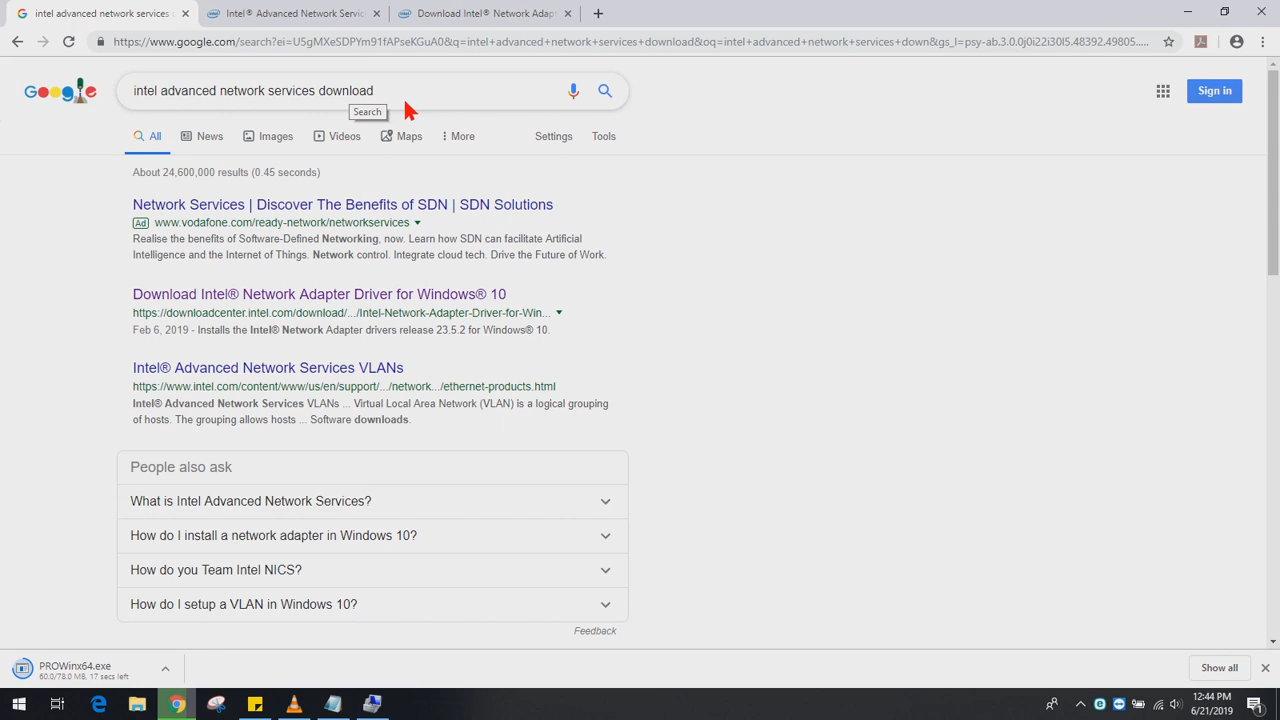 intel advanced network services d
Intel® Advanced Network Servic
Download Intel® Network Adapt
https://www.google.com/search?ei=U5gMXeSDPYm91fAPseKGuA0&q=intel+advanced+network+services+download&oq=intel+advanced+network+services+down&gs_l=psy-ab.3.0.0j0i22i30l5.48392.49805....
Google
intel advanced network services download
Sign in
Search
All
News
Images
Videos
Maps
More
Settings
Tools
About 24,600,000 results (0.45 seconds)
Network Services | Discover The Benefits of SDN | SDN Solutions
Ad www.vodafone.com/ready-network/networkservices
Realise the benefits of Software-Defined Networking, now. Learn how SDN can facilitate Artificial
Intelligence and the Internet of Things. Network control. Integrate cloud tech. Drive the Future of Work.
Download Intel® Network Adapter Driver for Windows® 10
https://downloadcenter.intel.com/download/.../Intel-Network-Adapter-Driver-for-Win...
Feb 6, 2019 - Installs the Intel® Network Adapter drivers release 23.5.2 for Windows® 10.
Intel® Advanced Network Services VLANs
https://www.intel.com/content/www/us/en/support/.../network.../ethernet-products.html
Intel® Advanced Network Services VLANs ... Virtual Local Area Network (VLAN) is a logical grouping
of hosts. The grouping allows hosts ... Software downloads.
People also ask
What is Intel Advanced Network Services?
How do I install a network adapter in Windows 10?
How do you Team Intel NICS?
How do I setup a VLAN in Windows 10?
Feedback
PROWinx64.exe
60.0/78.0 MB, 17 secs left
Show all
12:44 PM
6/21/2019
1